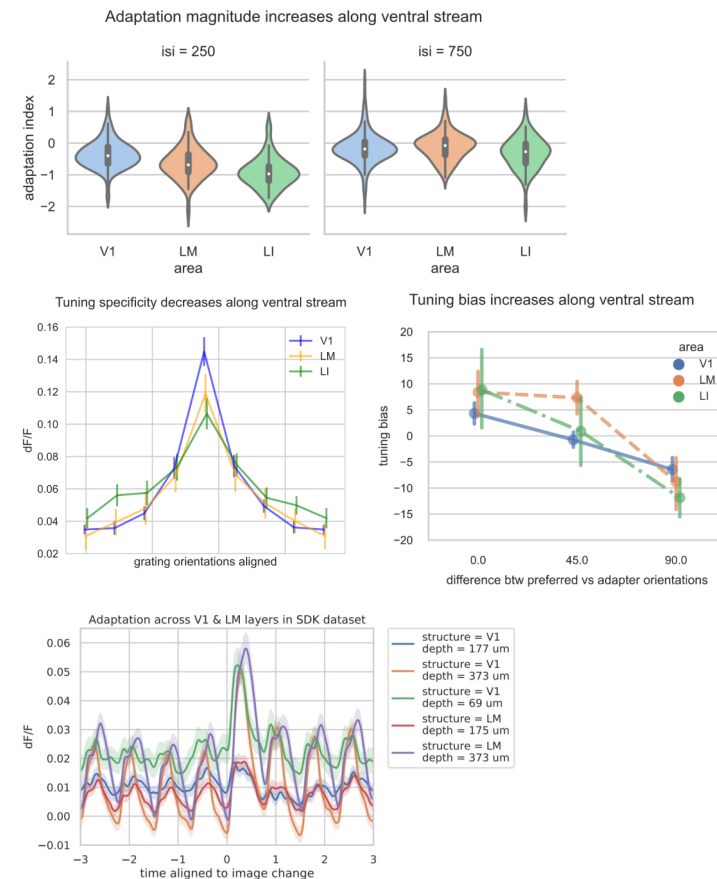 Adaptation magnitude increases along ventral stream
isi = 250
isi = 750
adaptation index
2
1
0
−1
−2
V1
LM
LI
V1
LM
LI
area
area
Tuning specificity decreases along ventral stream
dF/F
0.16
0.14
0.12
0.10
0.08
0.06
0.04
0.02
V1
LM
LI
grating orientations aligned
Tuning bias increases along ventral stream
tuning bias
20
15
10
5
0
−5
−10
−15
−20
area
V1
LM
LI
0.0
45.0
90.0
difference btw preferred vs adapter orientations
Adaptation across V1 & LM layers in SDK dataset
dF/F
0.06
0.05
0.04
0.03
0.02
0.01
0.00
−0.01
−3
−2
−1
0
1
2
3
time aligned to image change
structure = V1
depth = 177 um
structure = V1
depth = 373 um
structure = V1
depth = 69 um
structure = LM
depth = 175 um
structure = LM
depth = 373 um